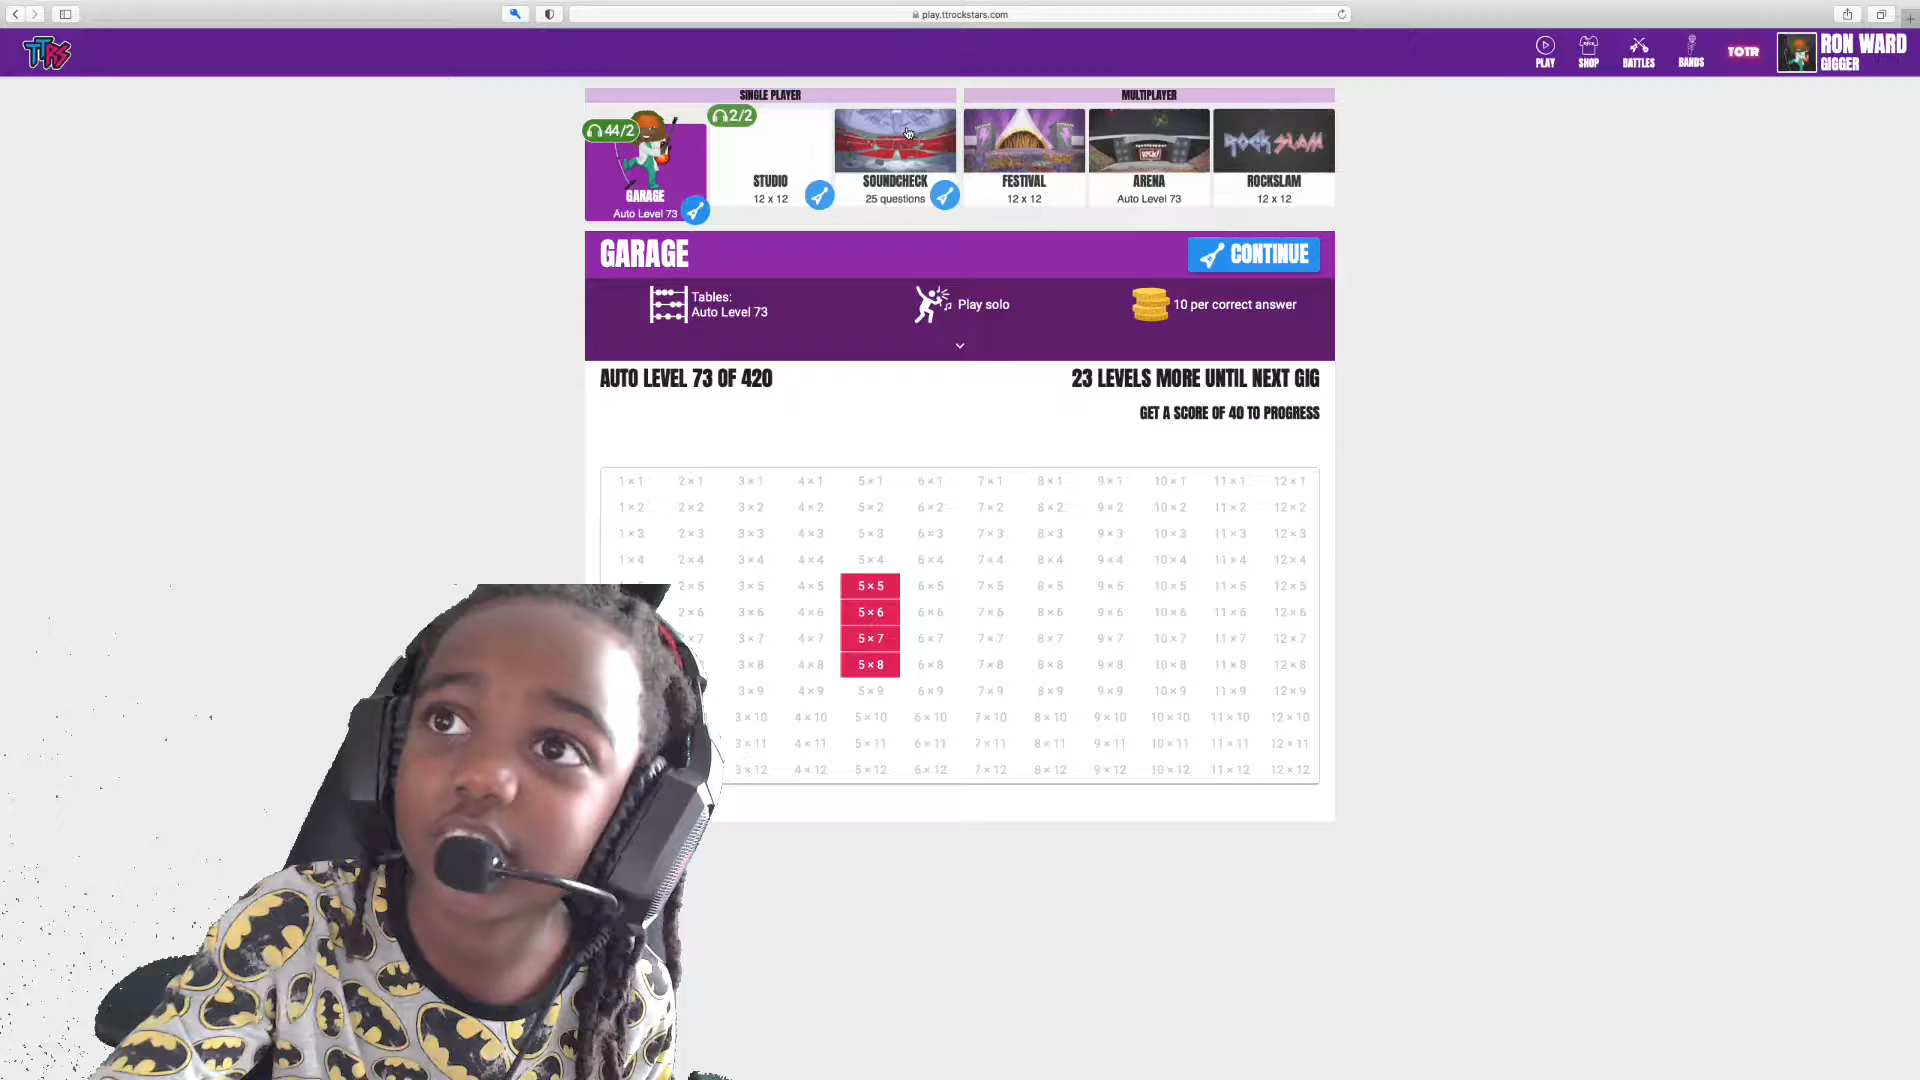 play.ttrockstars.com
TTRS
PLAY
SHOP
BATTLES
BANDS
TOTR
RON WARD
GIGGER
SINGLE PLAYER
MULTIPLAYER
44/2
GARAGE
Auto Level 73
2/2
STUDIO
12 x 12
SOUNDCHECK
25 questions
FESTIVAL
12 x 12
ROCK!
ARENA
Auto Level 73
ROCKSLAM
ROCKSLAM
12 x 12
GARAGE
CONTINUE
Tables:
Auto Level 73
Play solo
10 per correct answer
AUTO LEVEL 73 OF 420
23 LEVELS MORE UNTIL NEXT GIG
GET A SCORE OF 40 TO PROGRESS
1 × 1 2 × 1 3 × 1 4 × 1 5 × 1 6 × 1 7 × 1 8 × 1 9 × 1 10 × 1 11 × 1 12 × 1
1 × 2 2 × 2 3 × 2 4 × 2 5 × 2 6 × 2 7 × 2 8 × 2 9 × 2 10 × 2 11 × 2 12 × 2
1 × 3 2 × 3 3 × 3 4 × 3 5 × 3 6 × 3 7 × 3 8 × 3 9 × 3 10 × 3 11 × 3 12 × 3
1 × 4 2 × 4 3 × 4 4 × 4 5 × 4 6 × 4 7 × 4 8 × 4 9 × 4 10 × 4 11 × 4 12 × 4
2 × 5 3 × 5 4 × 5 5 × 5 6 × 5 7 × 5 8 × 5 9 × 5 10 × 5 11 × 5 12 × 5
2 × 6 3 × 6 4 × 6 5 × 6 6 × 6 7 × 6 8 × 6 9 × 6 10 × 6 11 × 6 12 × 6
× 7 3 × 7 4 × 7 5 × 7 6 × 7 7 × 7 8 × 7 9 × 7 10 × 7 11 × 7 12 × 7
3 × 8 4 × 8 5 × 8 6 × 8 7 × 8 8 × 8 9 × 8 10 × 8 11 × 8 12 × 8
3 × 9 4 × 9 5 × 9 6 × 9 7 × 9 8 × 9 9 × 9 10 × 9 11 × 9 12 × 9
3 × 10 4 × 10 5 × 10 6 × 10 7 × 10 8 × 10 9 × 10 10 × 10 11 × 10 12 × 10
3 × 11 4 × 11 5 × 11 6 × 11 7 × 11 8 × 11 9 × 11 10 × 11 11 × 11 12 × 11
3 × 12 4 × 12 5 × 12 6 × 12 7 × 12 8 × 12 9 × 12 10 × 12 11 × 12 12 × 12